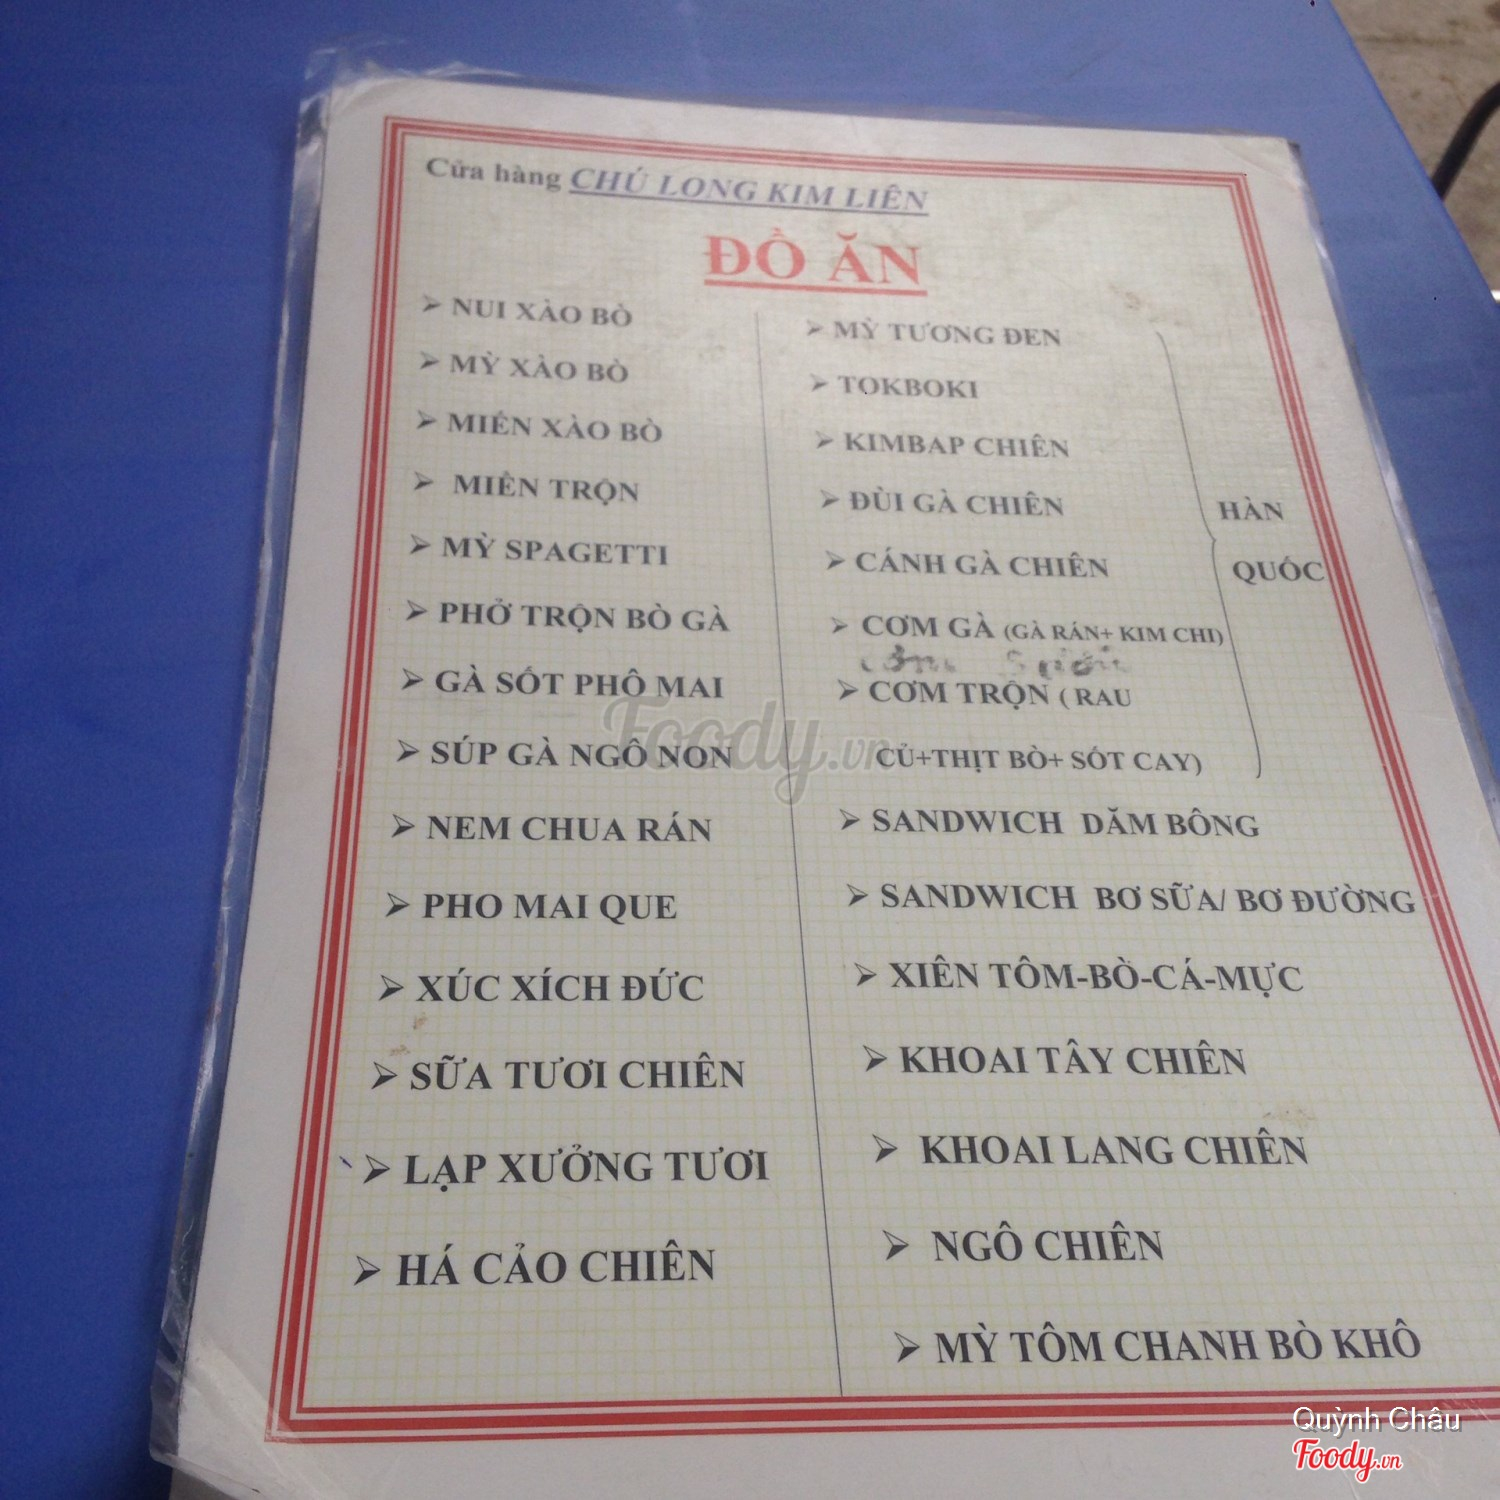 Cửa hàng CHÚ LONG KIM LIÊN
ĐỒ ĂN
NUI XÀO BÒ
MỲ XÀO BÒ
MIẾN XÀO BÒ
MIẾN TRỘN
MỲ SPAGETTI
PHỞ TRỘN BÒ GÀ
GÀ SỐT PHÔ MAI
SÚP GÀ NGÔ NON
NEM CHUA RÁN
PHO MAI QUE
XÚC XÍCH ĐỨC
SỮA TƯƠI CHIÊN
LẠP XƯỞNG TƯƠI
HÁ CẢO CHIÊN
MỲ TƯƠNG ĐEN
TOKBOKI
KIMBAP CHIÊN
ĐÙI GÀ CHIÊN
CÁNH GÀ CHIÊN
CƠM GÀ (GÀ RÁN+ KIM CHI)
CƠM TRỘN ( RAU
CỦ+THỊT BÒ+ SỐT CAY)
HÀN
QUỐC
SANDWICH DĂM BÔNG
SANDWICH BƠ SỮA/ BƠ ĐƯỜNG
XIÊN TÔM-BÒ-CÁ-MỰC
KHOAI TÂY CHIÊN
KHOAI LANG CHIÊN
NGÔ CHIÊN
MỲ TÔM CHANH BÒ KHÔ
Foody.vn
Quỳnh Châu
Foody.vn